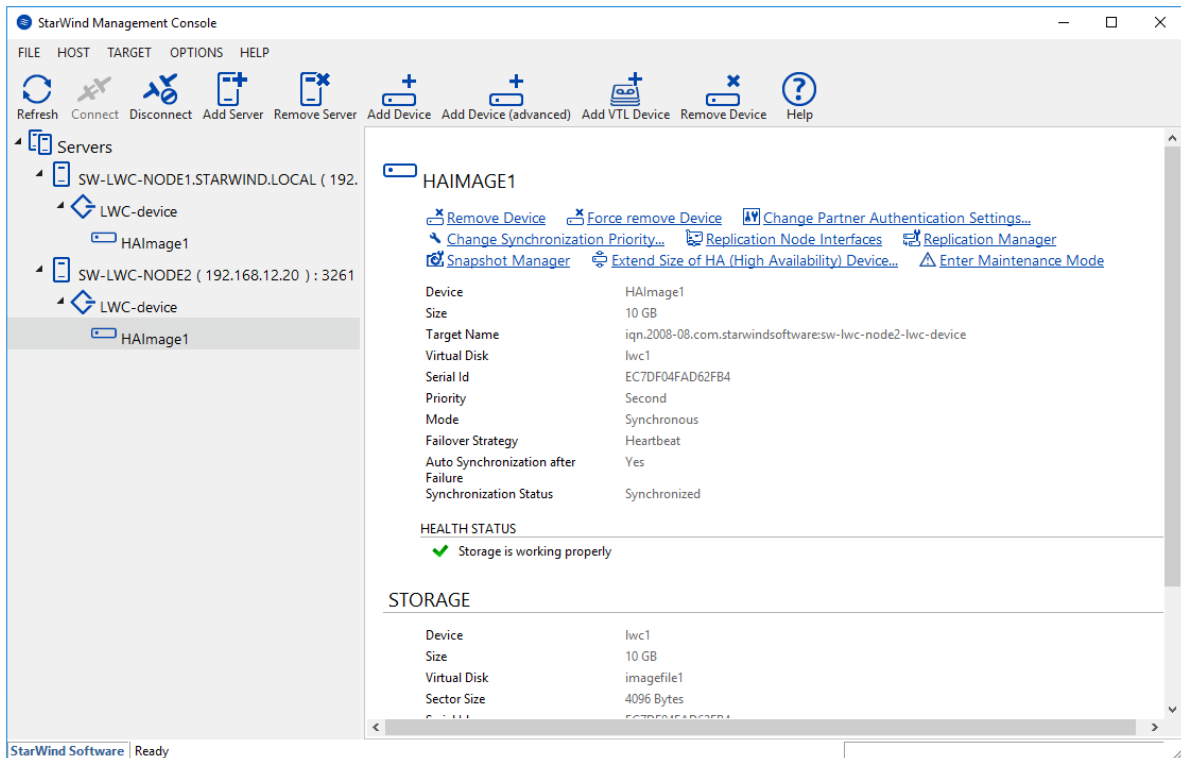 StarWind Management Console
FILE HOST TARGET OPTIONS HELP
Refresh Connect Disconnect Add Server Remove Server Add Device Add Device (advanced) Add VTL Device Remove Device Help
Servers
SW-LWC-NODE1.STARWIND.LOCAL ( 192.
LWC-device
HAImage1
SW-LWC-NODE2 ( 192.168.12.20 ) : 3261
LWC-device
HAImage1
HAIMAGE1
Remove Device Force remove Device Change Partner Authentication Settings...
Change Synchronization Priority... Replication Node Interfaces Replication Manager
Snapshot Manager Extend Size of HA (High Availability) Device... Enter Maintenance Mode
Device HAImage1
Size 10 GB
Target Name iqn.2008-08.com.starwindsoftware:sw-lwc-node2-lwc-device
Virtual Disk lwc1
Serial Id EC7DF04FAD62FB4
Priority Second
Mode Synchronous
Failover Strategy Heartbeat
Auto Synchronization after Yes
Failure
Synchronization Status Synchronized
HEALTH STATUS
Storage is working properly
STORAGE
Device lwc1
Size 10 GB
Virtual Disk imagefile1
Sector Size 4096 Bytes
StarWind Software Ready